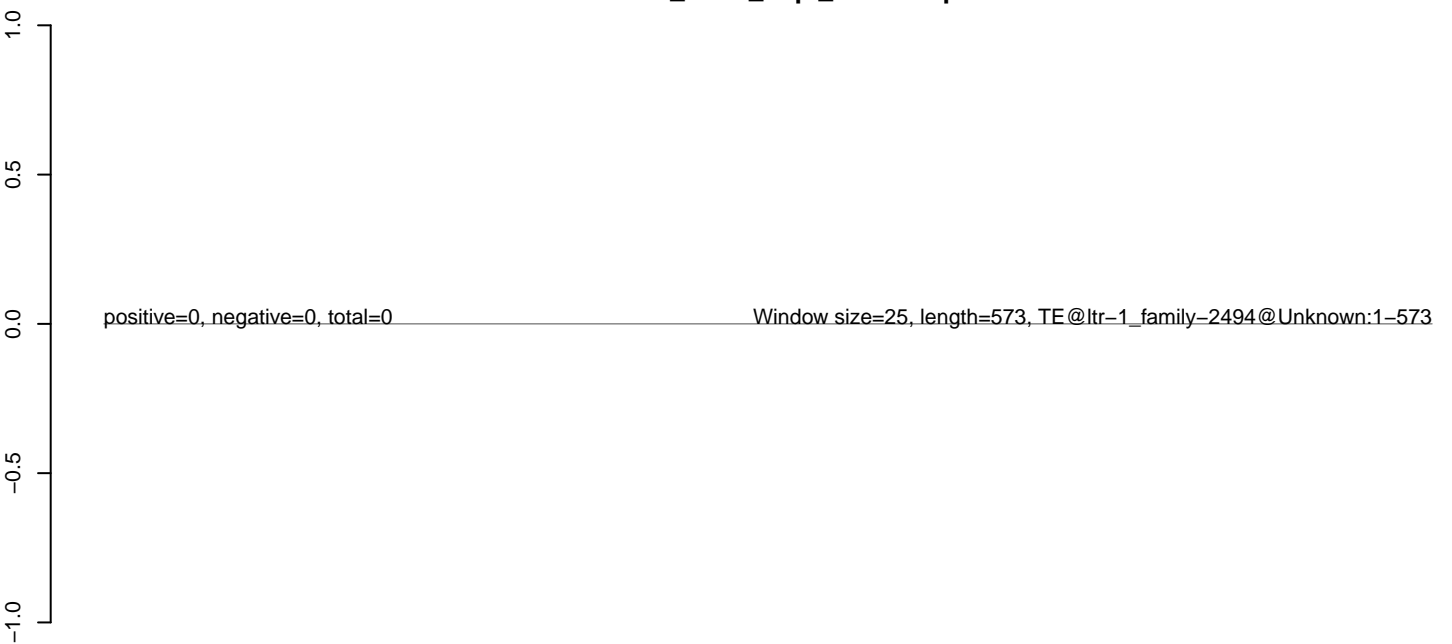 1.0
0.5
0.0
positive=0, negative=0, total=0
Window size=25, length=573, TE@ltr−1_family−2494@Unknown:1−573
−0.5
−1.0